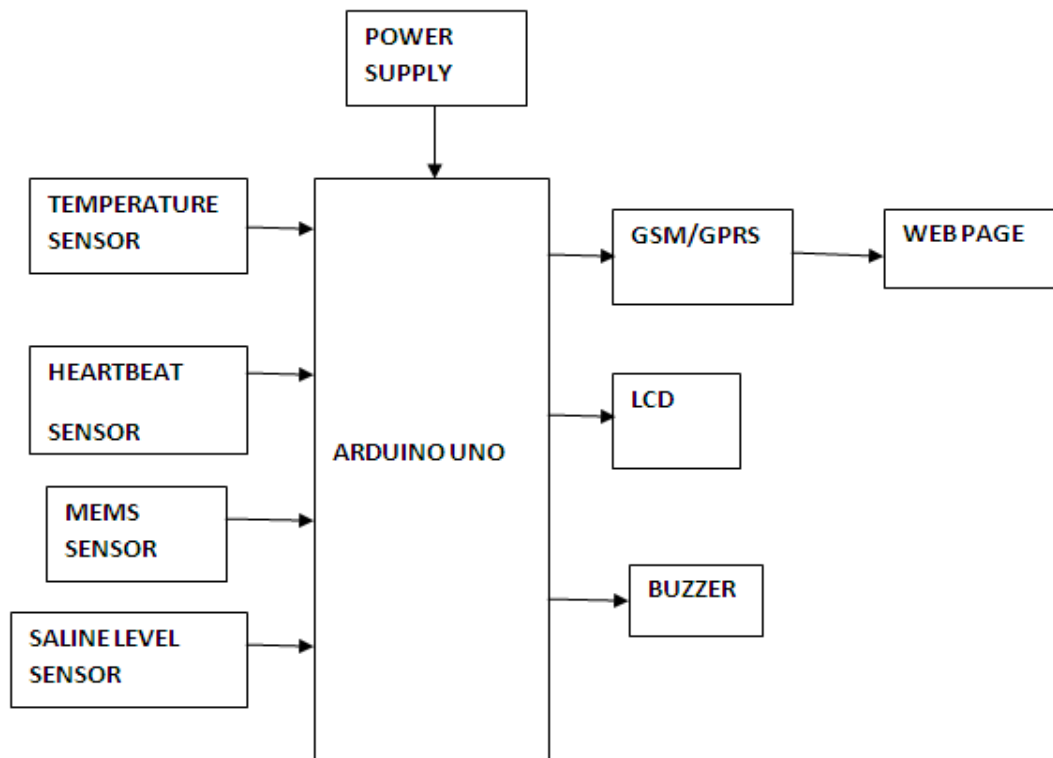 POWER
SUPPLY
TEMPERATURE
SENSOR
HEARTBEAT
SENSOR
MEMS
SENSOR
SALINE LEVEL
SENSOR
ARDUINO UNO
GSM/GPRS
WEB PAGE
LCD
BUZZER